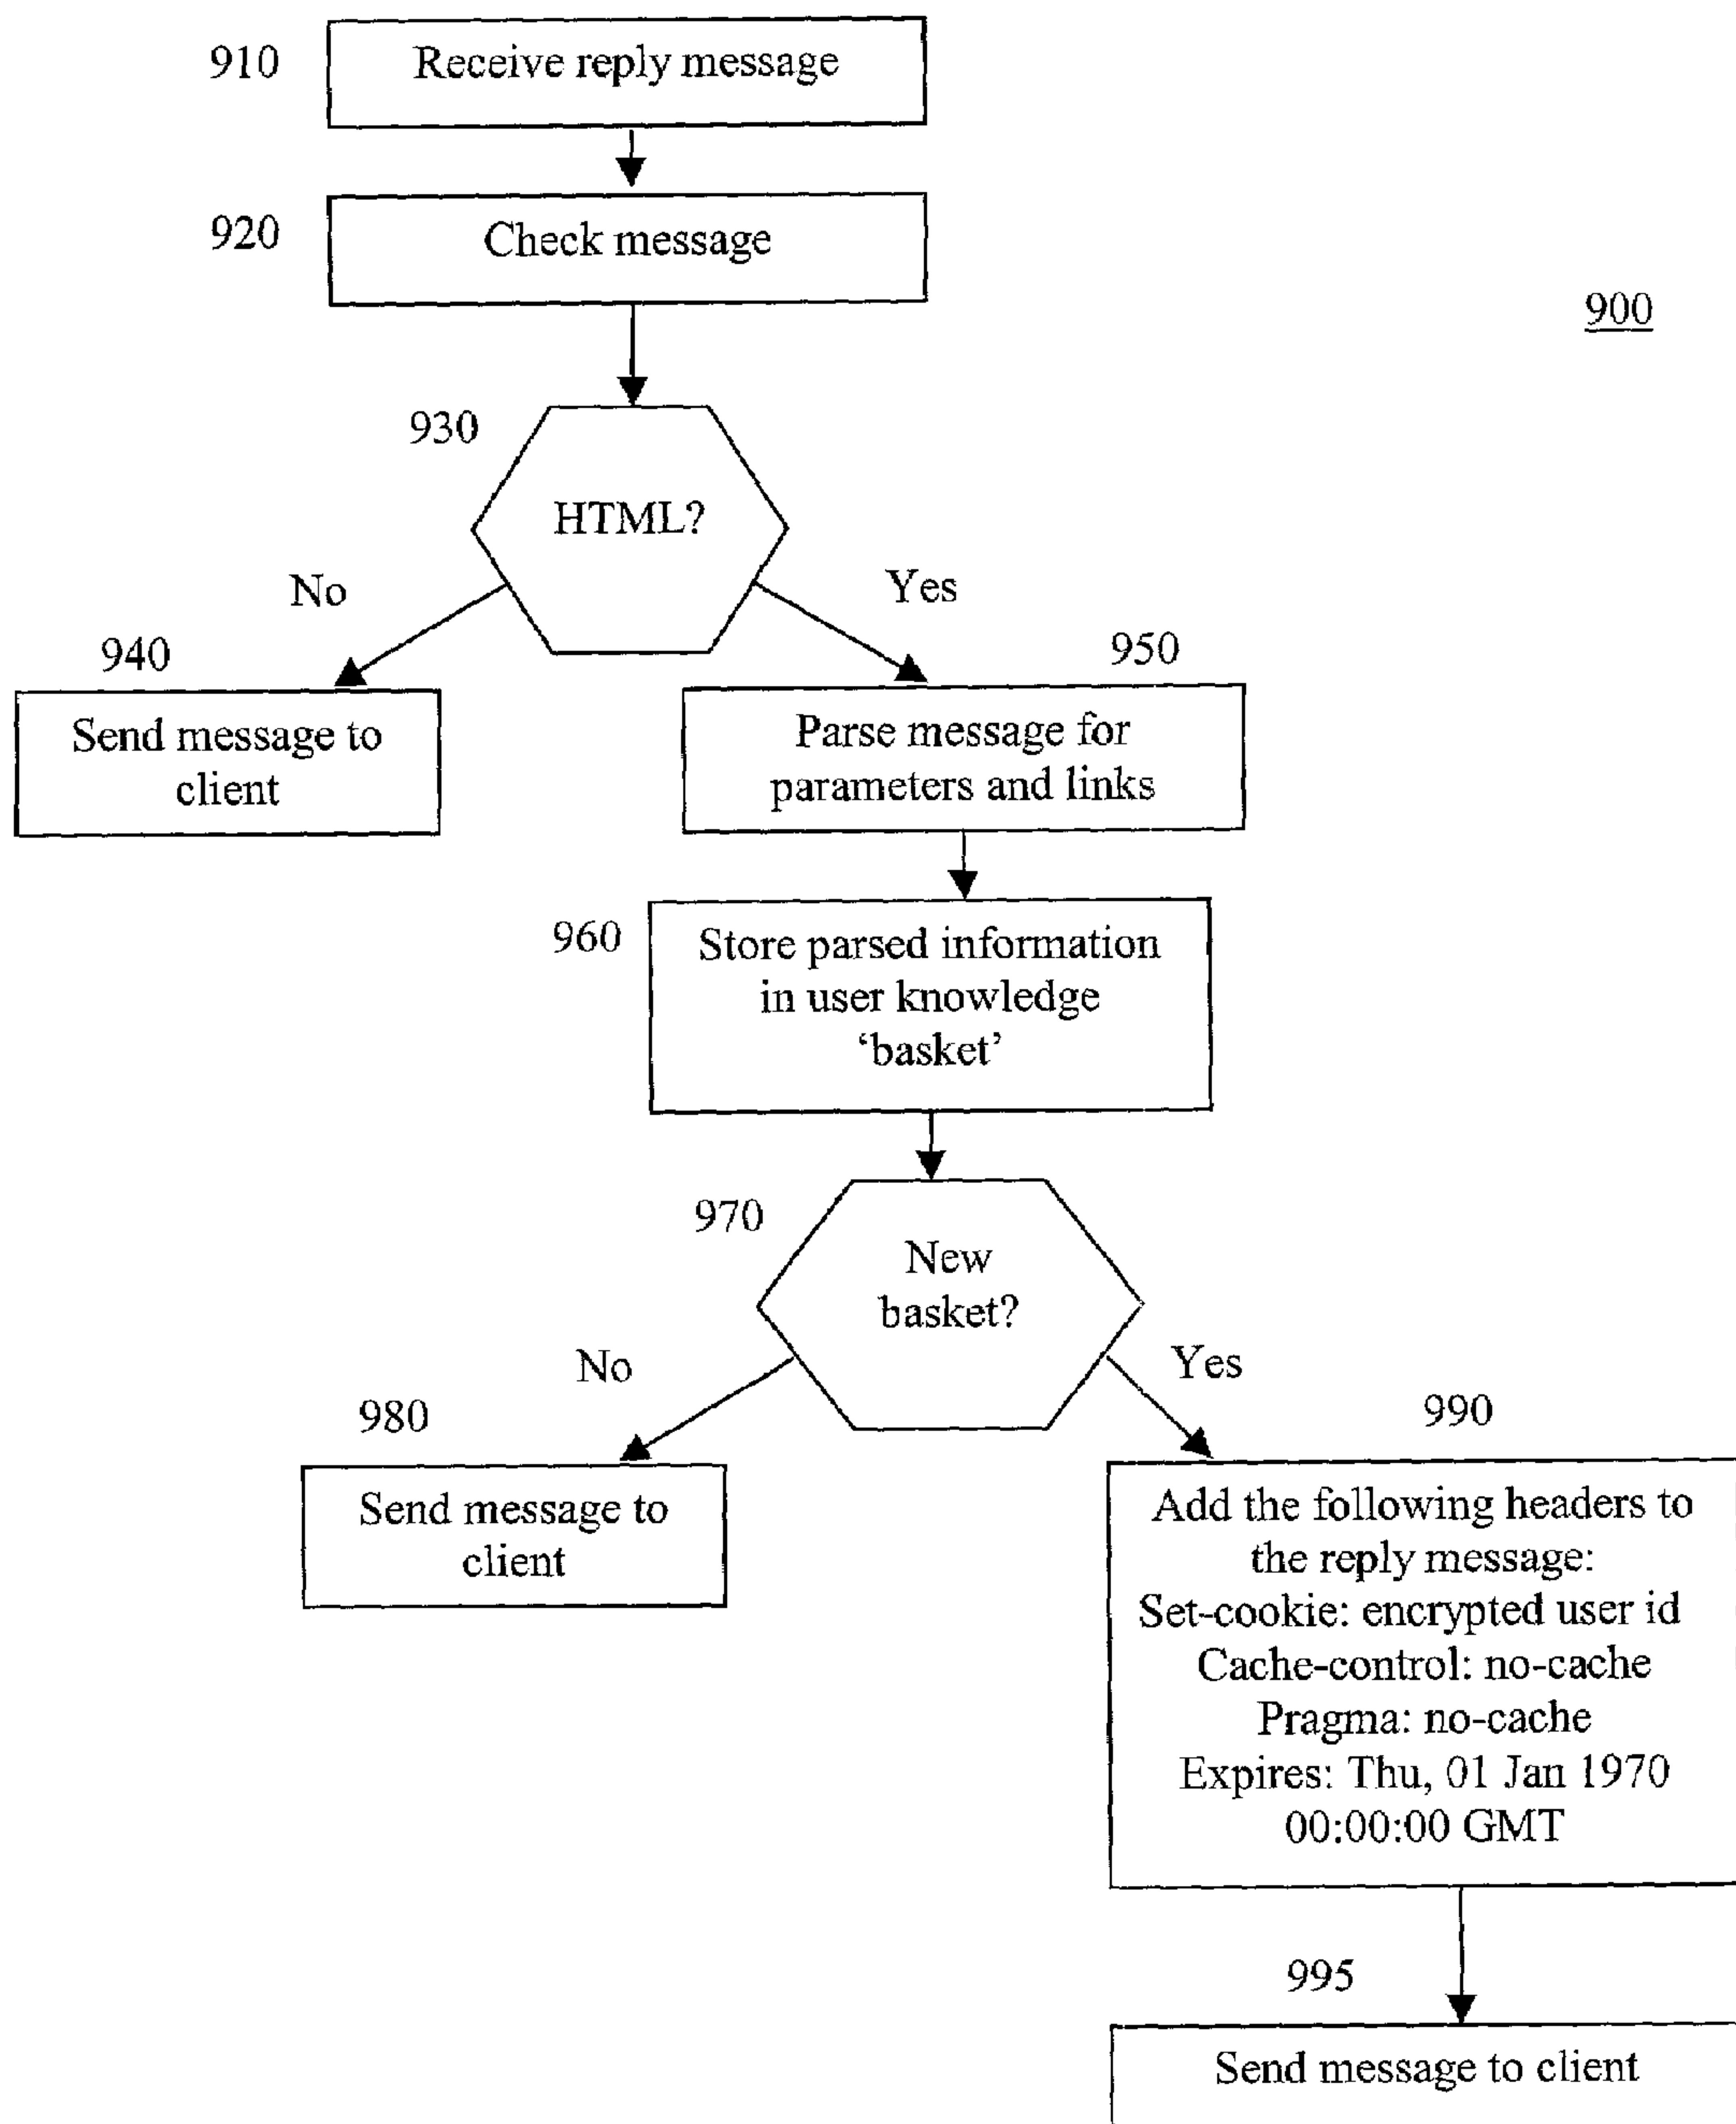 910
Receive reply message
920
Check message
900
930
HTML?
No
Yes
940
950
Send message to
client
Parse message for
parameters and links
960
Store parsed information
in user knowledge
‘basket’
970
New
basket?
No
Yes
980
990
Send message to
client
Add the following headers to
the reply message:
Set-cookie: encrypted user id
Cache-control: no-cache
Pragma: no-cache
Expires: Thu, 01 Jan 1970
00:00:00 GMT
995
Send message to client